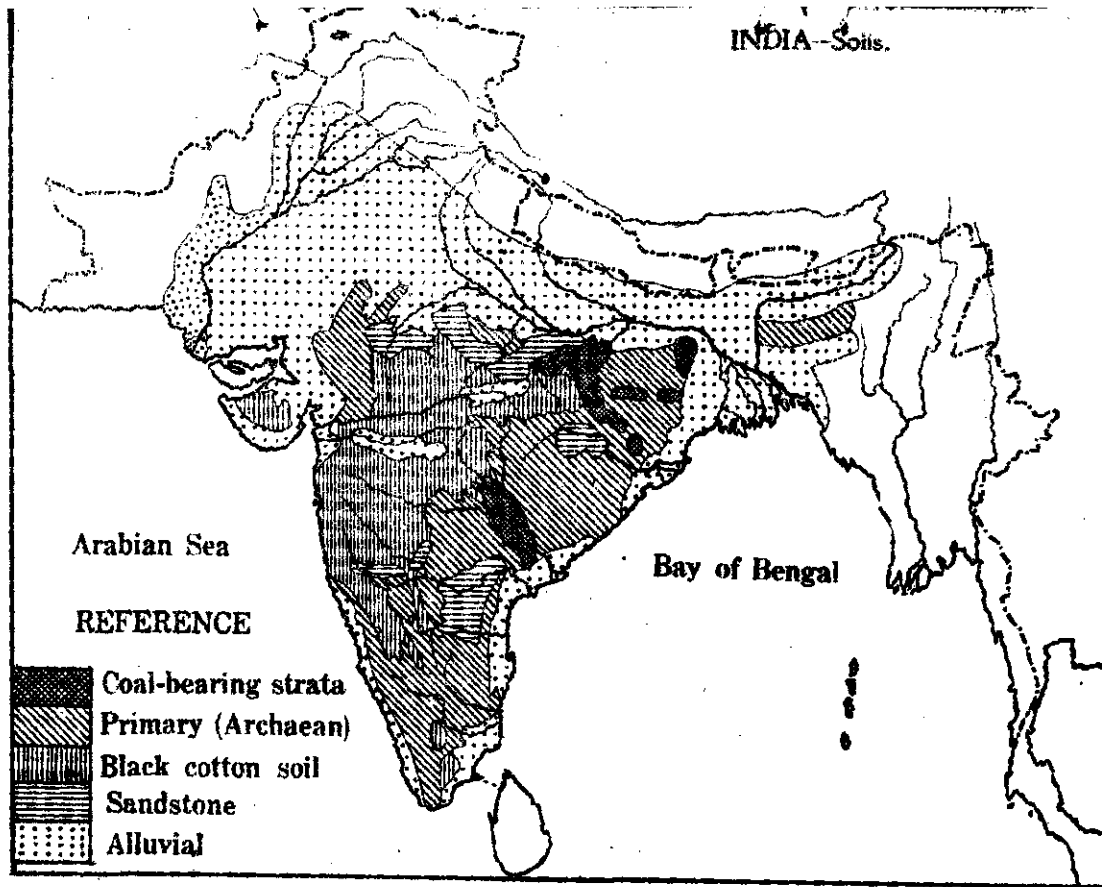 INDIA--Soils.
Arabian Sea
Bay of Bengal
REFERENCE
Coal-bearing strata
Primary (Archaean)
Black cotton soil
Sandstone
Alluvial